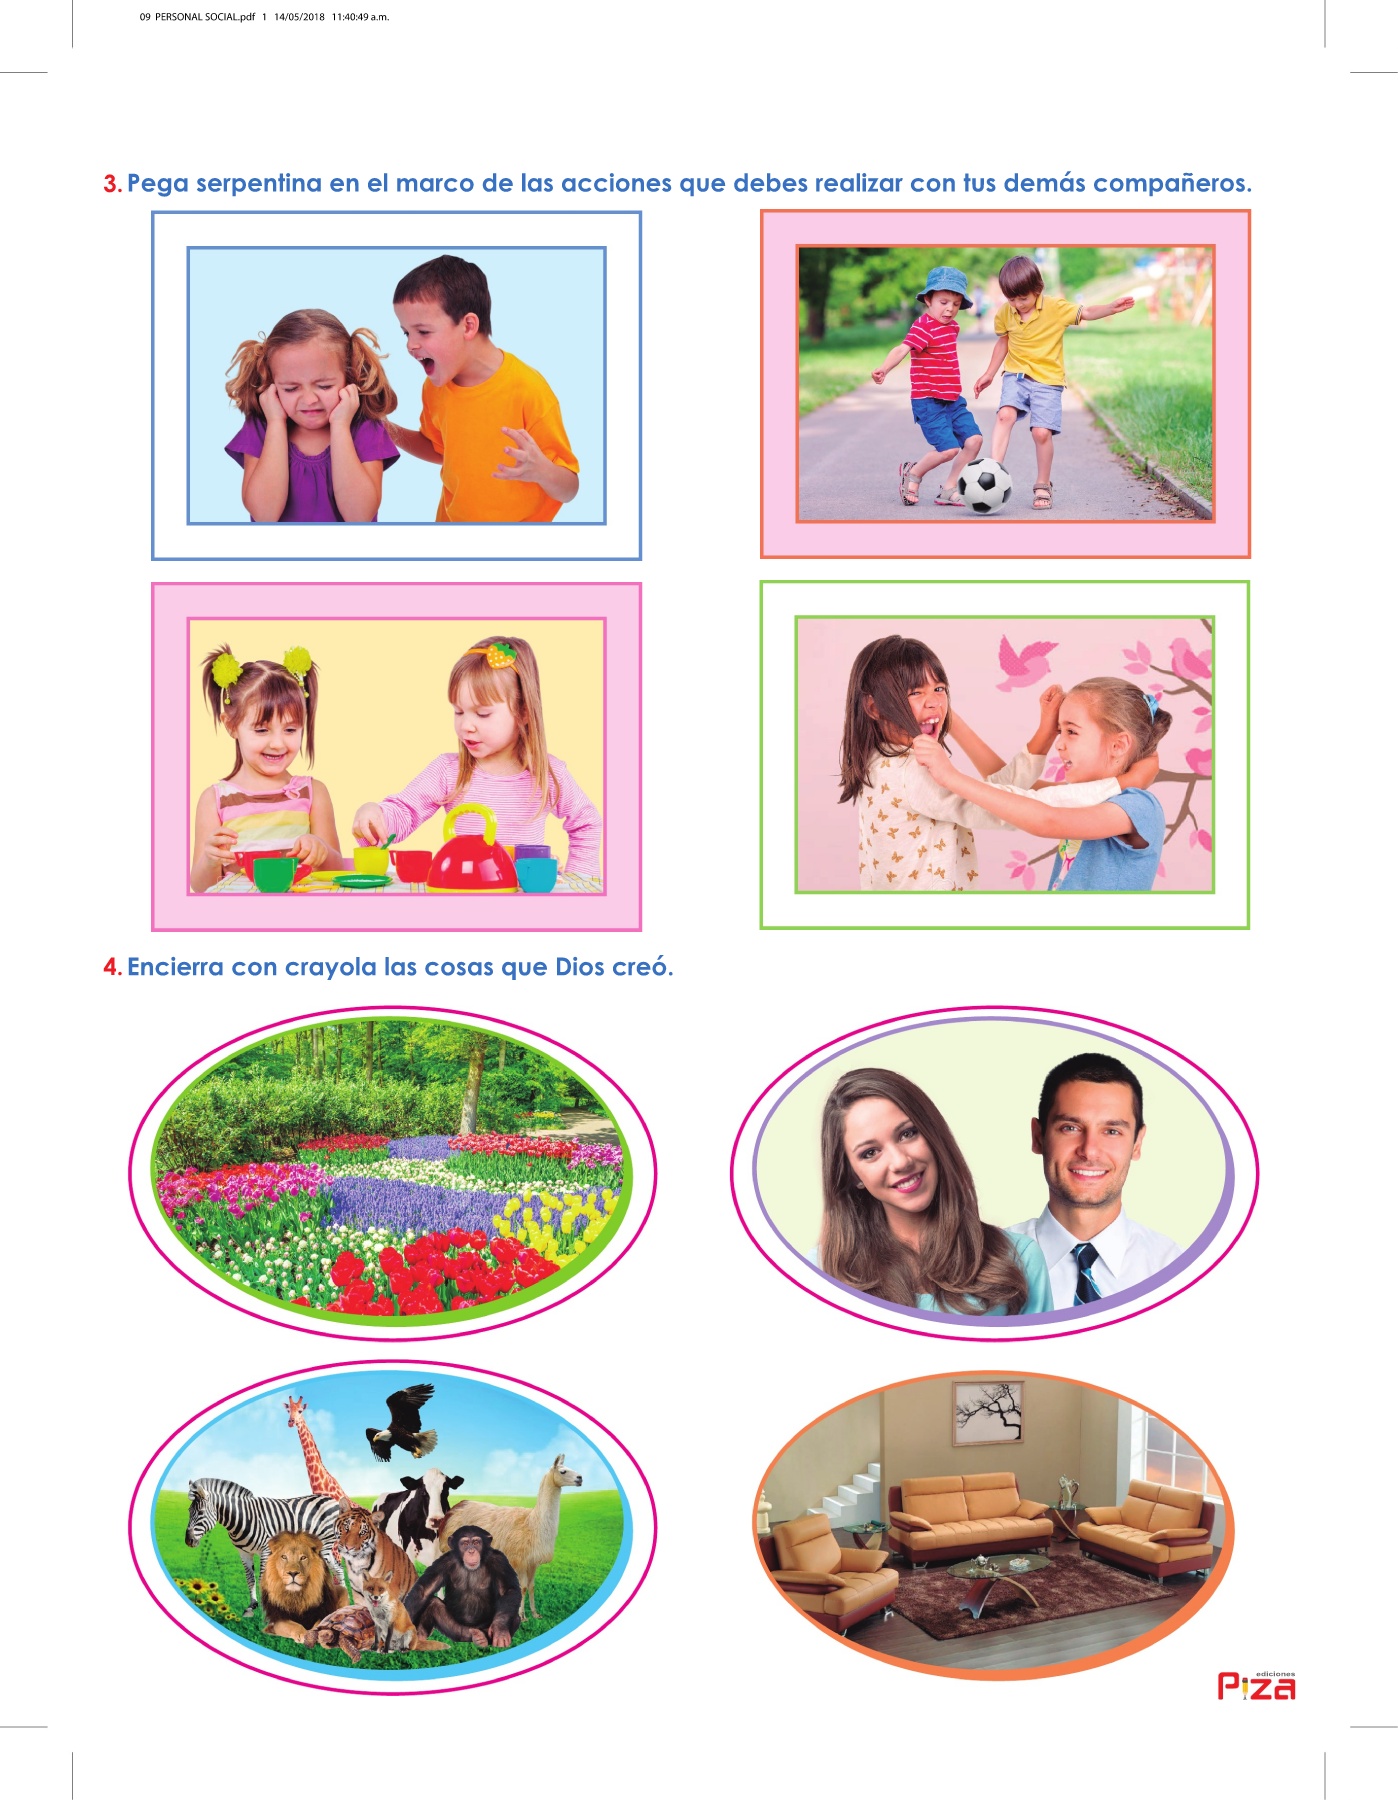 09 PERSONAL SOCIAL.pdf 1 14/05/2018 11:40:49 a.m.
3. Pega serpentina en el marco de las acciones que debes realizar con tus demás compañeros.
4. Encierra con crayola las cosas que Dios creó.
ediciones
Piza